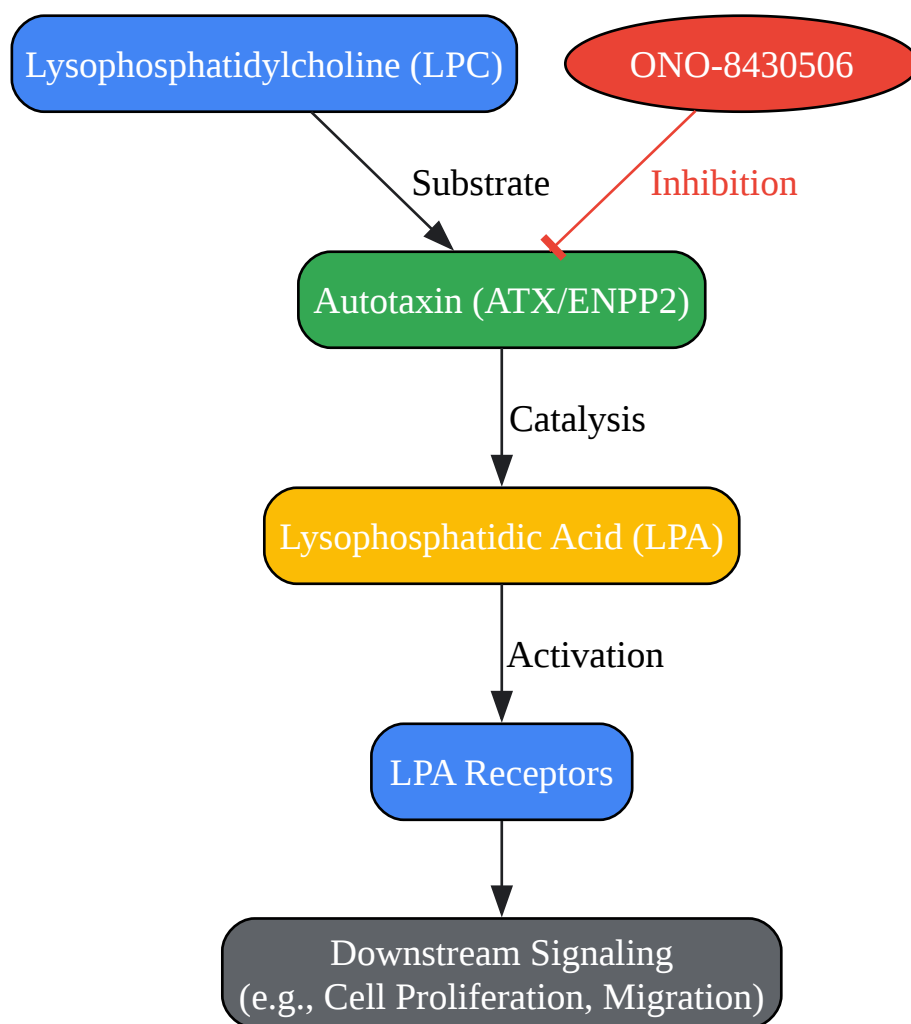 Lysophosphatidylcholine (LPC)
ONO-8430506
Substrate
Inhibition
Autotaxin (ATX/ENPP2)
Catalysis
Lysophosphatidic Acid (LPA)
Activation
LPA Receptors
Downstream Signaling
(e.g., Cell Proliferation, Migration)